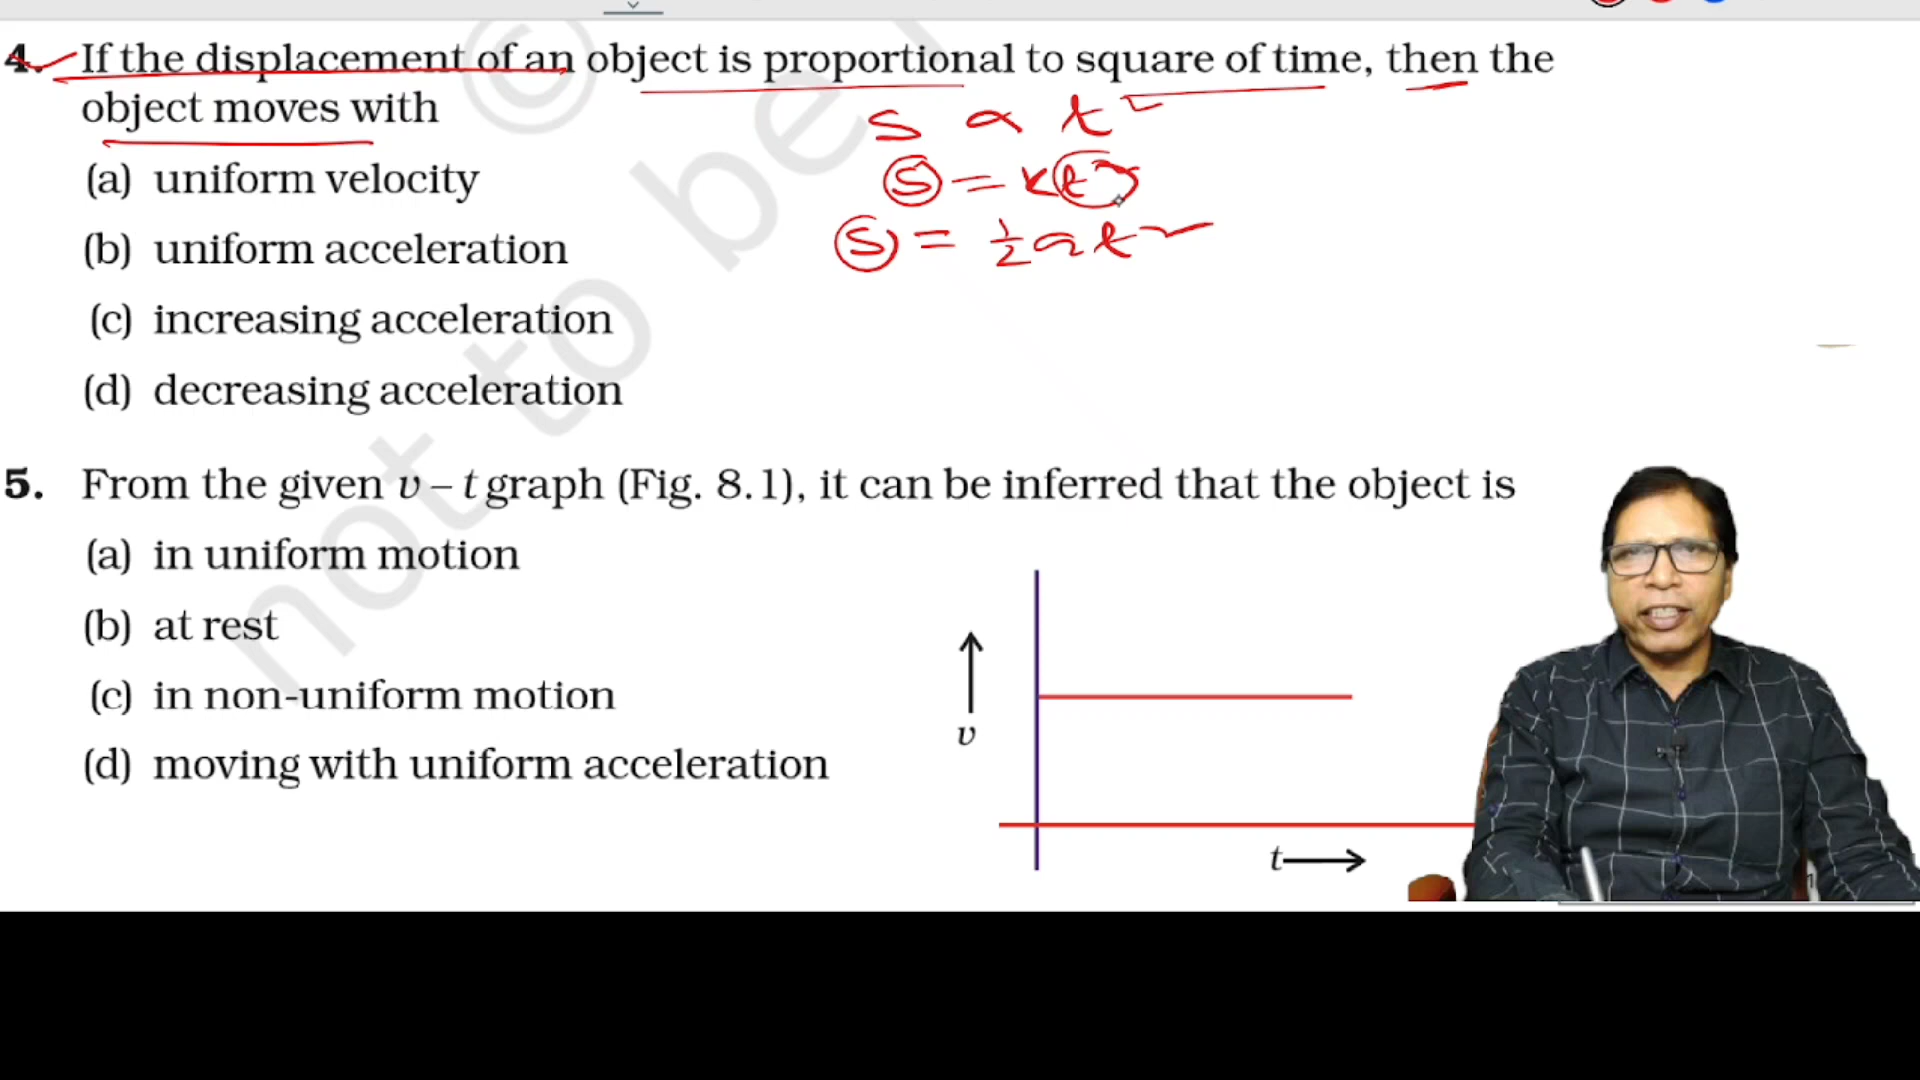 4. If the displacement of an object is proportional to square of time, then the
object moves with
s ∝ t²
s = kt²
s = ½at²
(a) uniform velocity
(b) uniform acceleration
(c) increasing acceleration
(d) decreasing acceleration
5. From the given v – t graph (Fig. 8.1), it can be inferred that the object is
(a) in uniform motion
(b) at rest
(c) in non-uniform motion
(d) moving with uniform acceleration
v
t
© not to be